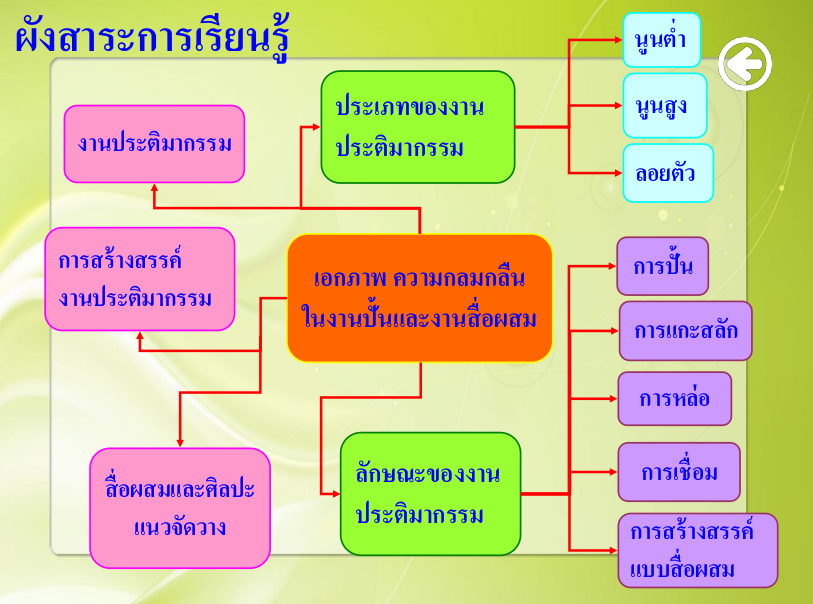 ผังสาระการเรียนรู้
นูนต่ำ
ประเภทของงาน
ประติมากรรม
นูนสูง
งานประติมากรรม
ลอยตัว
การสร้างสรรค์
งานประติมากรรม
เอกภาพ ความกลมกลืน
ในงานปั้นและงานสื่อผสม
การปั้น
การแกะสลัก
การหล่อ
สื่อผสมและศิลปะ
แนวจัดวาง
ลักษณะของงาน
ประติมากรรม
การเชื่อม
การสร้างสรรค์
แบบสื่อผสม